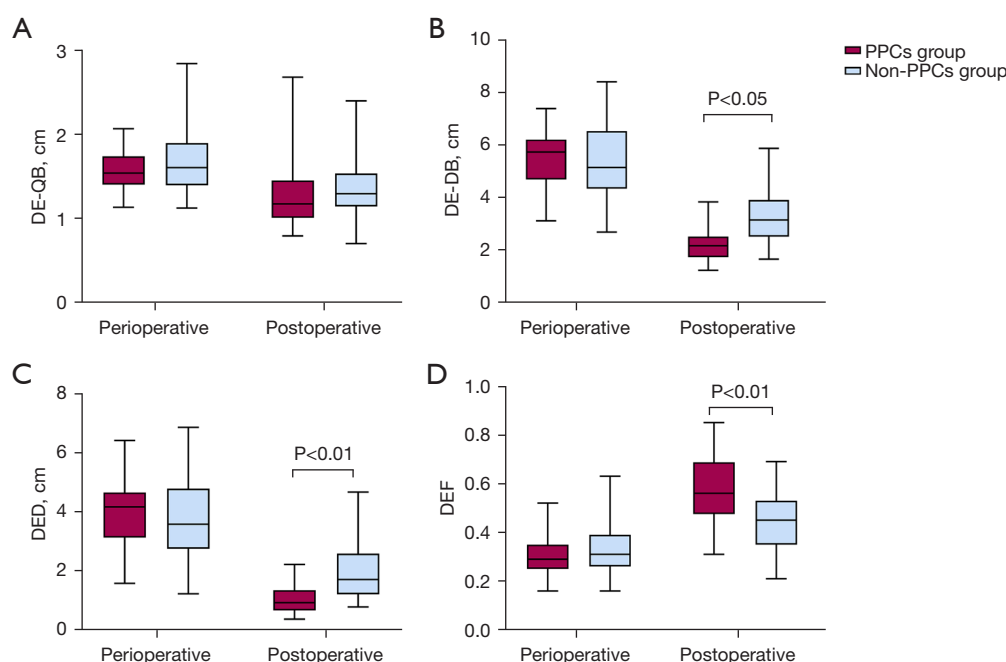 A
3
2
1
0
DE-QB, cm
Perioperative
Postoperative
B
10
8
6
4
2
0
DE-DB, cm
P<0.05
Perioperative
Postoperative
PPCs group
Non-PPCs group
C
8
6
4
2
0
DED, cm
P<0.01
Perioperative
Postoperative
D
1.0
0.8
0.6
0.4
0.2
0.0
DEF
P<0.01
Perioperative
Postoperative